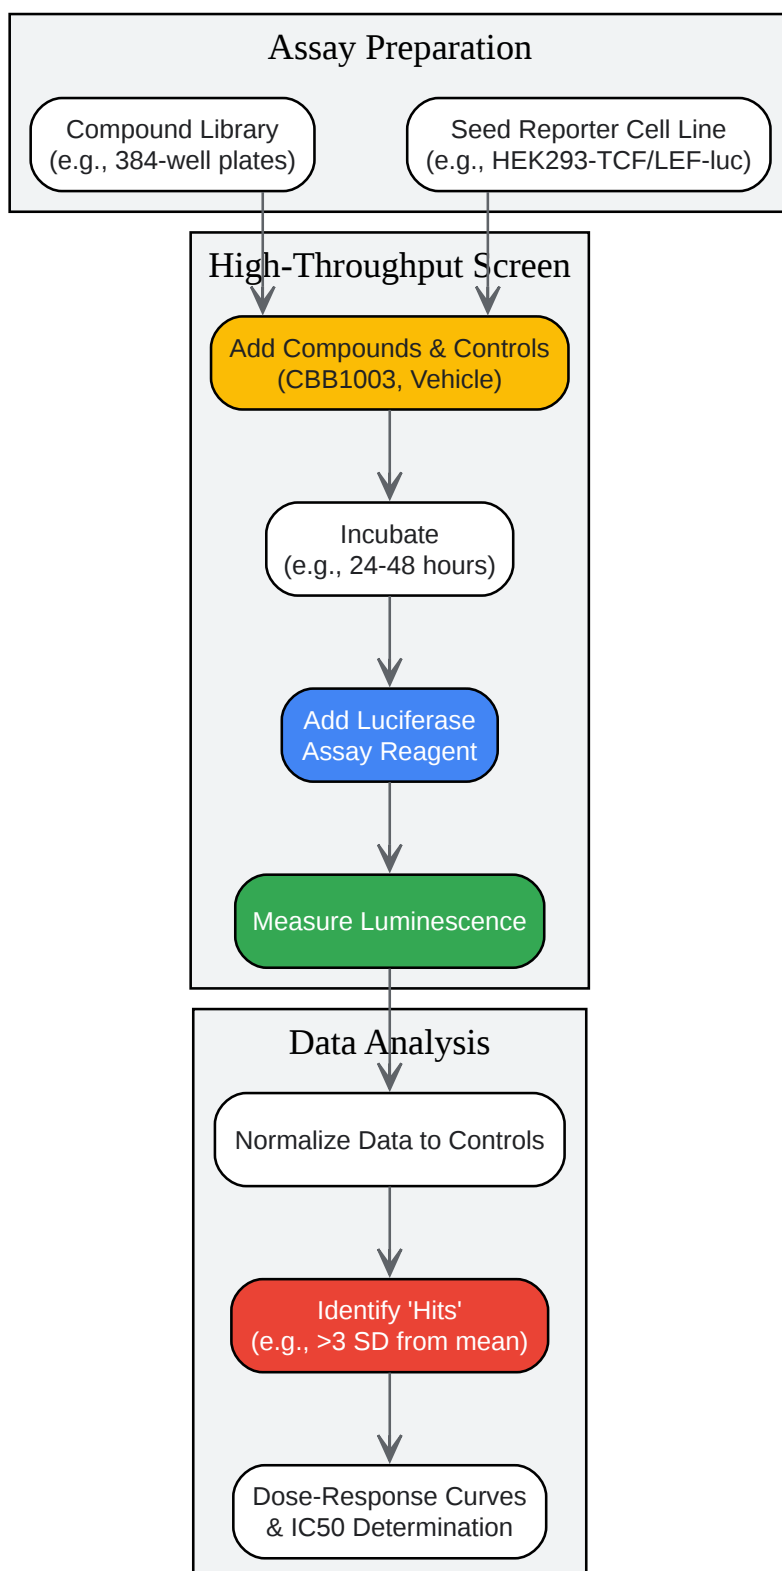 Assay Preparation
Compound Library
(e.g., 384-well plates)
Seed Reporter Cell Line
(e.g., HEK293-TCF/LEF-luc)
High-Throughput Screen
Add Compounds & Controls
(CBB1003, Vehicle)
Incubate
(e.g., 24-48 hours)
Add Luciferase
Assay Reagent
Measure Luminescence
Data Analysis
Normalize Data to Controls
Identify 'Hits'
(e.g., >3 SD from mean)
Dose-Response Curves
& IC50 Determination